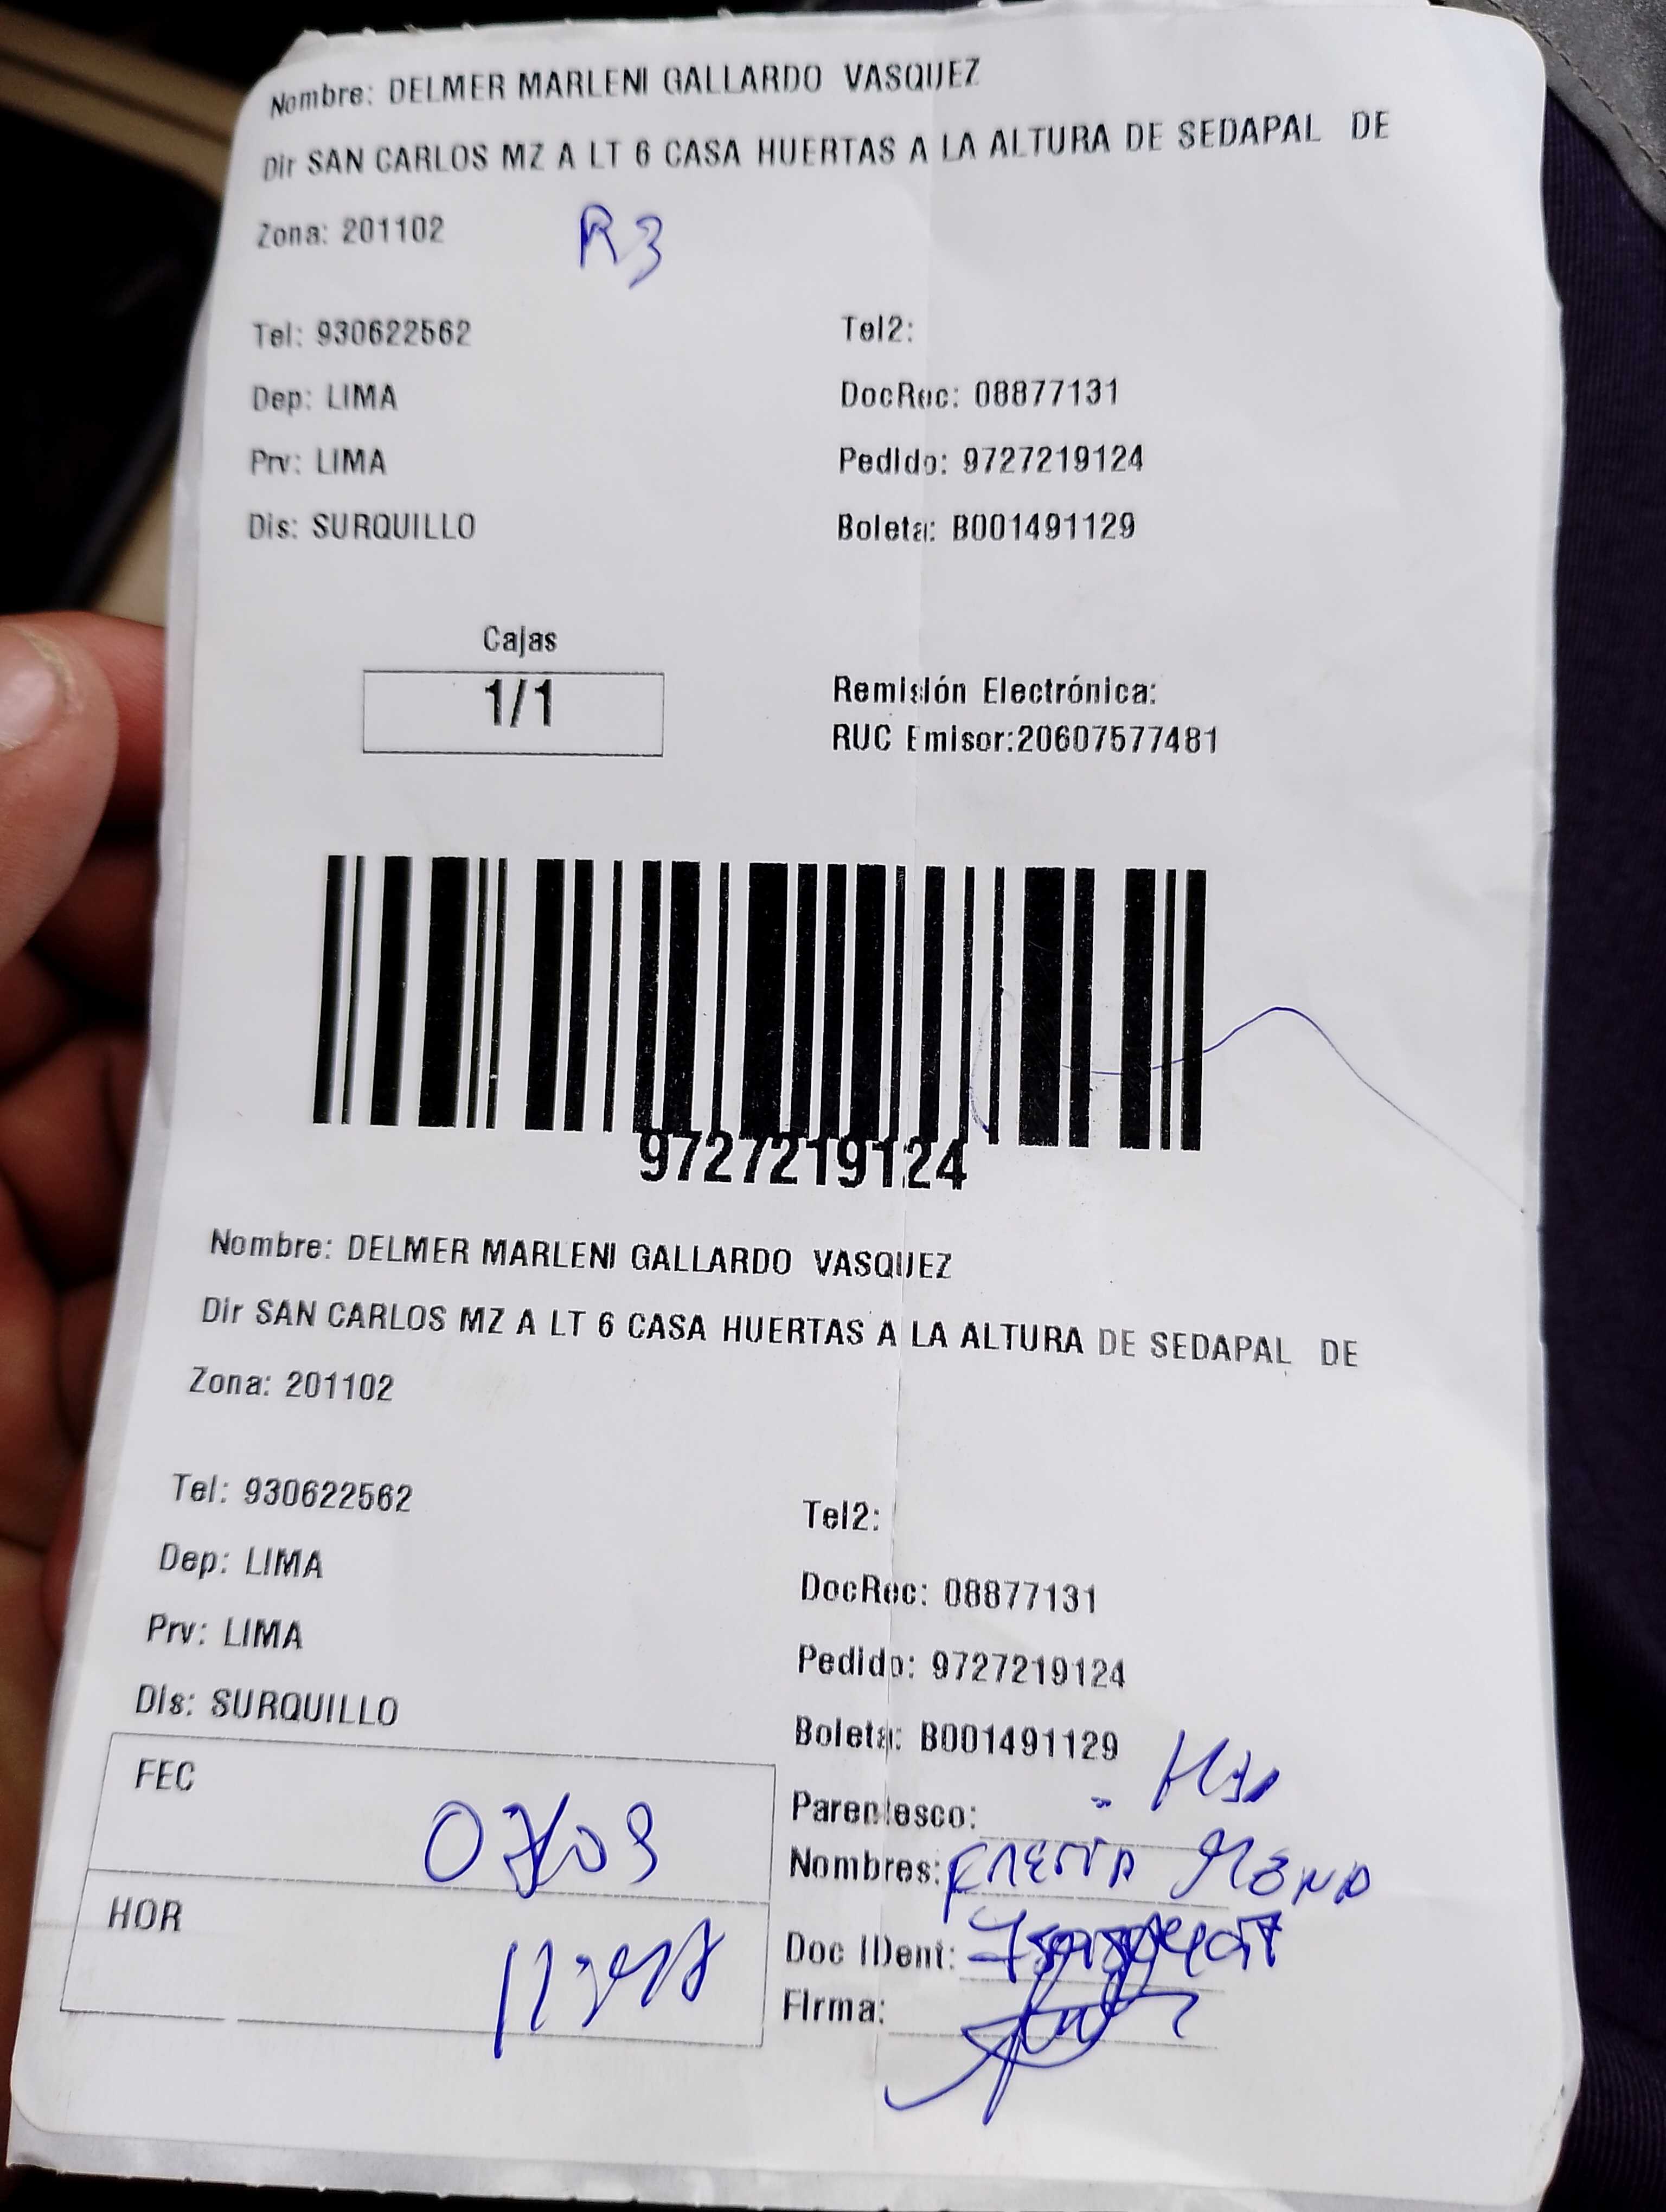 Nombre: DELMER MARLENI GALLARDO VASQUEZ
Dir SAN CARLOS MZ A LT 6 CASA HUERTAS A LA ALTURA DE SEDAPAL DE
Zona: 201102
R3
Tel: 930622562
Tel2:
Dep: LIMA
DocRec: 08877131
Prv: LIMA
Pedido: 9727219124
Dis: SURQUILLO
Boleta: B001491129
Cajas
1/1
Remisión Electrónica:
RUC Emisor:20607577481
9727219124
Nombre: DELMER MARLENI GALLARDO VASQUEZ
Dir SAN CARLOS MZ A LT 6 CASA HUERTAS A LA ALTURA DE SEDAPAL DE
Zona: 201102
Tel: 930622562
Tel2:
Dep: LIMA
DocRec: 08877131
Prv: LIMA
Pedido: 9727219124
Dis: SURQUILLO
Boleta: B001491129
FEC
Parentesco:
Nombres:
HOR
Doc IDent:
Firma: